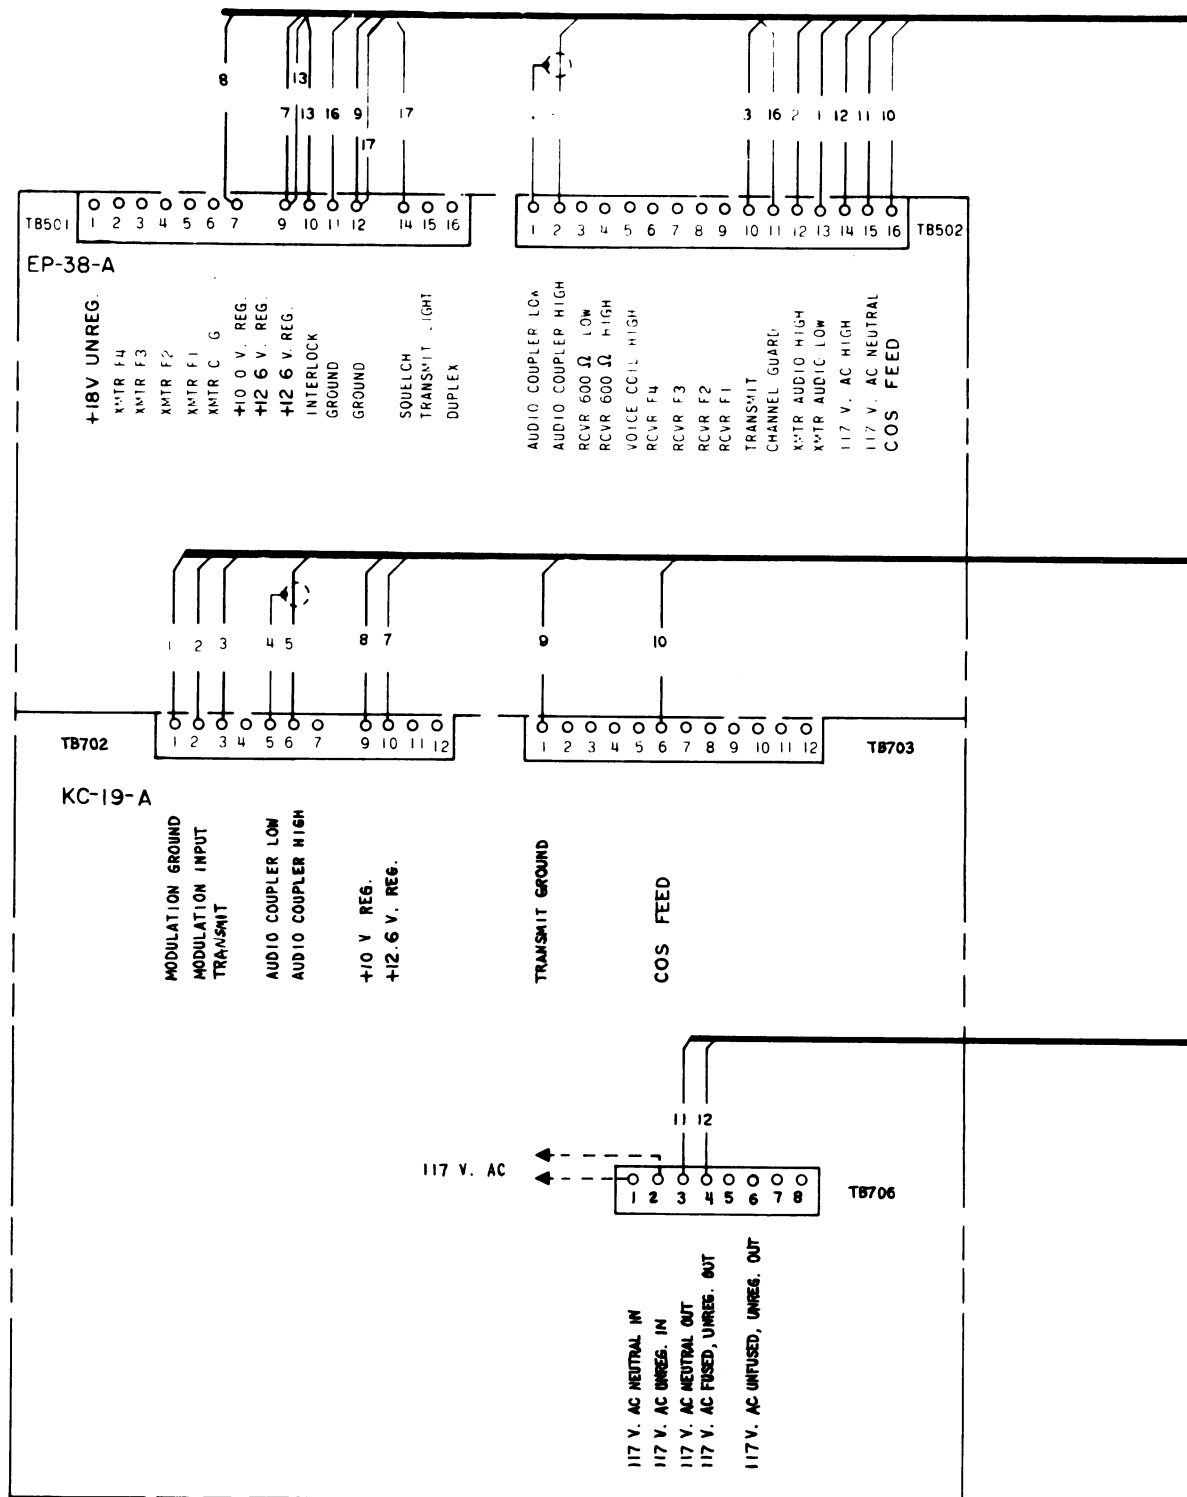 8
13
7 13 16 9 17
17
3 16 2 1 12 11 10
TB501
1 2 3 4 5 6 7 9 10 11 12 14 15 16
1 2 3 4 5 6 7 8 9 10 11 12 13 14 15 16
TB502
EP-38-A
+18V UNREG.
XMTR F4
XMTR F3
XMTR F2
XMTR F1
XMTR C G
+10 0 V. REG.
+12 6 V. REG.
+12 6 V. REG.
INTERLOCK
GROUND
GROUND
SQUELCH
TRANSMIT LIGHT
DUPLEX
AUDIO COUPLER LOW
AUDIO COUPLER HIGH
RCVR 600 Ω LOW
RCVR 600 Ω HIGH
VOICE COIL HIGH
RCVR F4
RCVR F3
RCVR F2
RCVR F1
TRANSMIT
CHANNEL GUARD
XMTR AUDIO HIGH
XMTR AUDIO LOW
117 V. AC HIGH
117 V. AC NEUTRAL
COS FEED
1 2 3 4 5 8 7 9 10
TB702
1 2 3 4 5 6 7 9 10 11 12
1 2 3 4 5 6 7 8 9 10 11 12
TB703
KC-19-A
MODULATION GROUND
MODULATION INPUT
TRANSMIT
AUDIO COUPLER LOW
AUDIO COUPLER HIGH
+10 V REG.
+12.6 V. REG.
TRANSMIT GROUND
COS FEED
11 12
117 V. AC
1 2 3 4 5 6 7 8
TB706
117 V. AC NEUTRAL IN
117 V. AC UNREG. IN
117 V. AC NEUTRAL OUT
117 V. AC FUSED, UNREG. OUT
117 V. AC UNFUSED, UNREG. OUT